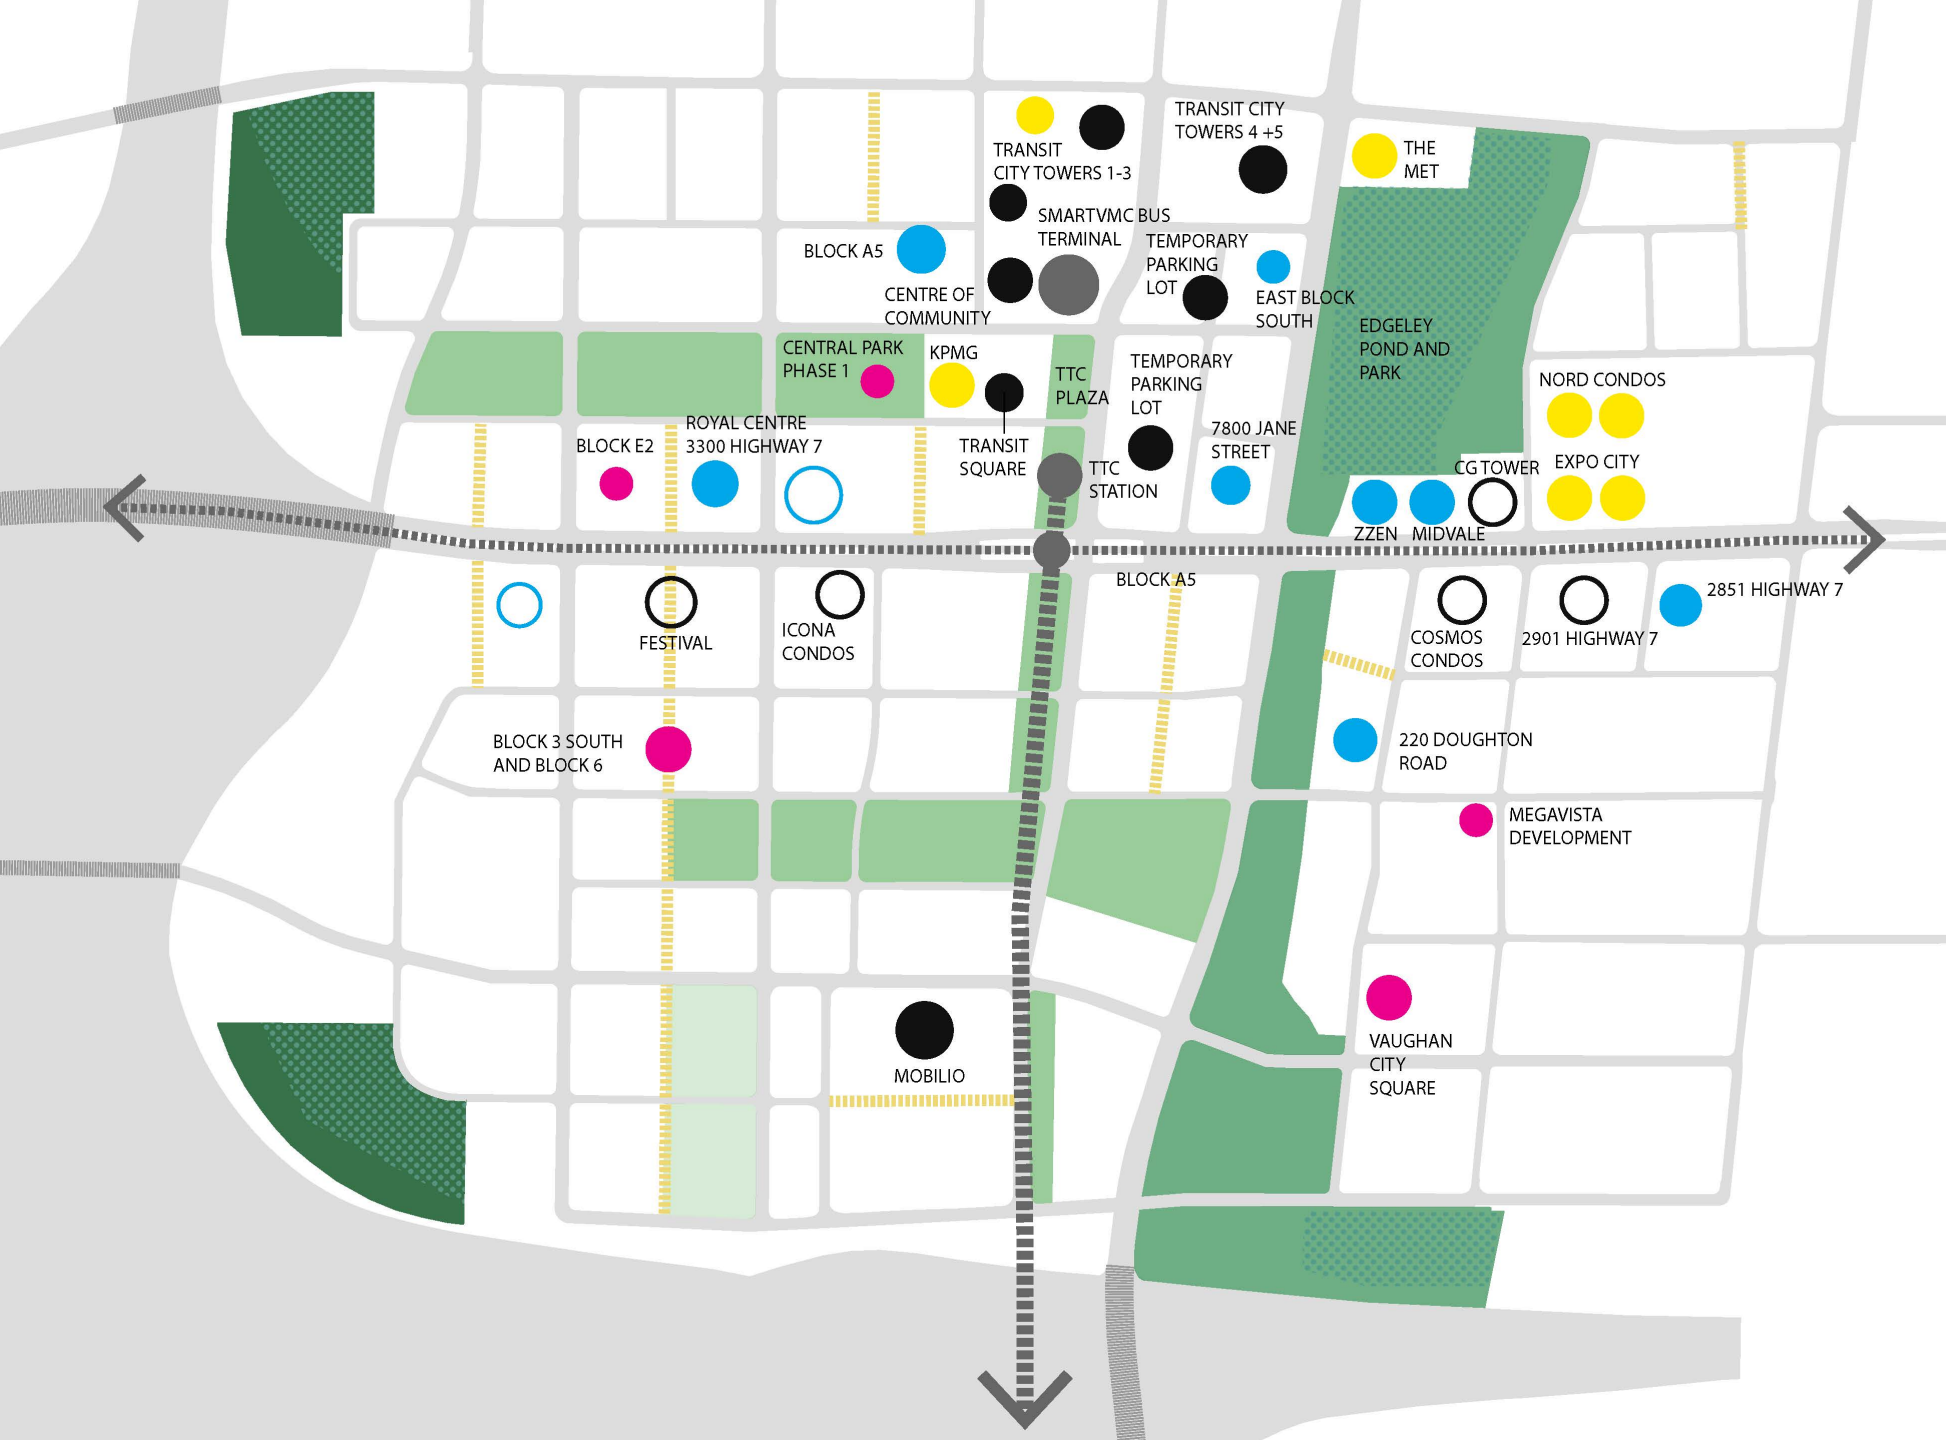 TRANSIT CITY
TOWERS 4 +5
THE
MET
TRANSIT
CITY TOWERS 1-3
SMARTVMC BUS
TERMINAL
BLOCK A5
TEMPORARY
PARKING
LOT
CENTRE OF
COMMUNITY
EAST BLOCK
SOUTH
EDGELEY
POND AND
PARK
CENTRAL PARK
PHASE 1
KPMG
TTC
PLAZA
TEMPORARY
PARKING
LOT
NORD CONDOS
ROYAL CENTRE
3300 HIGHWAY 7
BLOCK E2
TRANSIT
SQUARE
7800 JANE
STREET
TTC
STATION
CG TOWER
EXPO CITY
ZZEN
MIDVALE
BLOCK A5
2851 HIGHWAY 7
FESTIVAL
ICONA
CONDOS
COSMOS
CONDOS
2901 HIGHWAY 7
BLOCK 3 SOUTH
AND BLOCK 6
220 DOUGHTON
ROAD
MEGAVISTA
DEVELOPMENT
MOBILIO
VAUGHAN
CITY
SQUARE